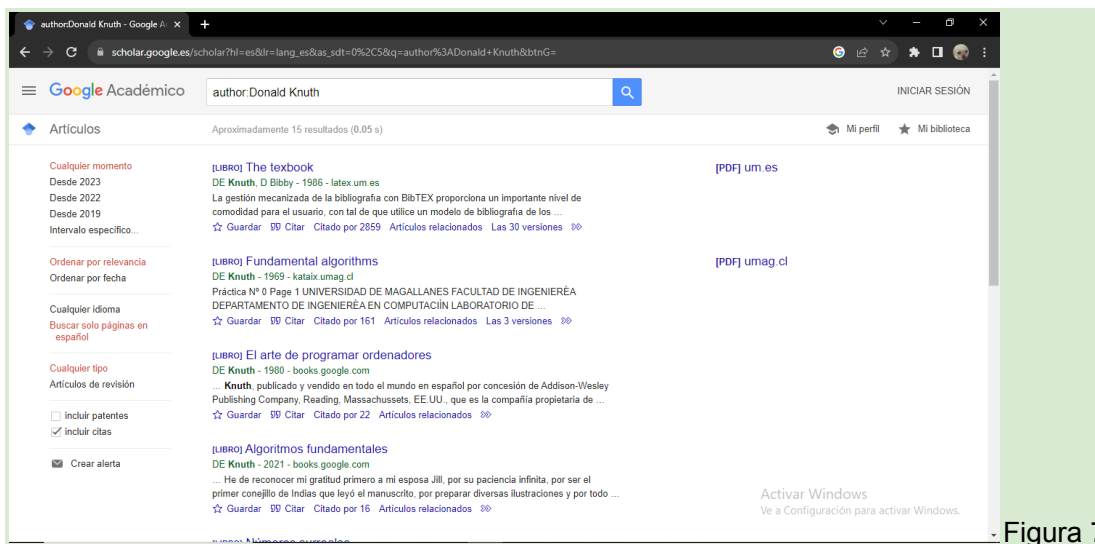 author:Donald Knuth - Google A
scholar.google.es/scholar?hl=es&lr=lang_es&as_sdt=0%2C5&q=author%3ADonald+Knuth&btnG=
Google Académico
author:Donald Knuth
INICIAR SESIÓN
Artículos
Aproximadamente 15 resultados (0.05 s)
Mi perfil
Mi biblioteca
Cualquier momento
Desde 2023
Desde 2022
Desde 2019
Intervalo específico...
Ordenar por relevancia
Ordenar por fecha
Cualquier idioma
Buscar solo páginas en
español
Cualquier tipo
Artículos de revisión
incluir patentes
incluir citas
Crear alerta
[LIBRO] The texbook
[PDF] um.es
DE Knuth, D Bibby - 1986 - latex.um.es
La gestión mecanizada de la bibliografia con BibTEX proporciona un importante nivel de
comodidad para el usuario, con tal de que utilice un modelo de bibliografia de los ...
Guardar Citar Citado por 2859 Artículos relacionados Las 30 versiones
[LIBRO] Fundamental algorithms
[PDF] umag.cl
DE Knuth - 1969 - kataix.umag.cl
Práctica Nº 0 Page 1 UNIVERSIDAD DE MAGALLANES FACULTAD DE INGENIERÈA
DEPARTAMENTO DE INGENIERÈA EN COMPUTACIÍN LABORATORIO DE ...
Guardar Citar Citado por 161 Artículos relacionados Las 3 versiones
[LIBRO] El arte de programar ordenadores
DE Knuth - 1980 - books.google.com
... Knuth, publicado y vendido en todo el mundo en español por concesión de Addison-Wesley
Publishing Company, Reading, Massachussets, EE.UU., que es la compañía propietaria de ...
Guardar Citar Citado por 22 Artículos relacionados
[LIBRO] Algoritmos fundamentales
DE Knuth - 2021 - books.google.com
... He de reconocer mi gratitud primero a mi esposa Jill, por su paciencia infinita, por ser el
primer conejillo de Indias que leyó el manuscrito, por preparar diversas ilustraciones y por todo ...
Guardar Citar Citado por 16 Artículos relacionados
Activar Windows
Ve a Configuración para activar Windows.
Figura 7